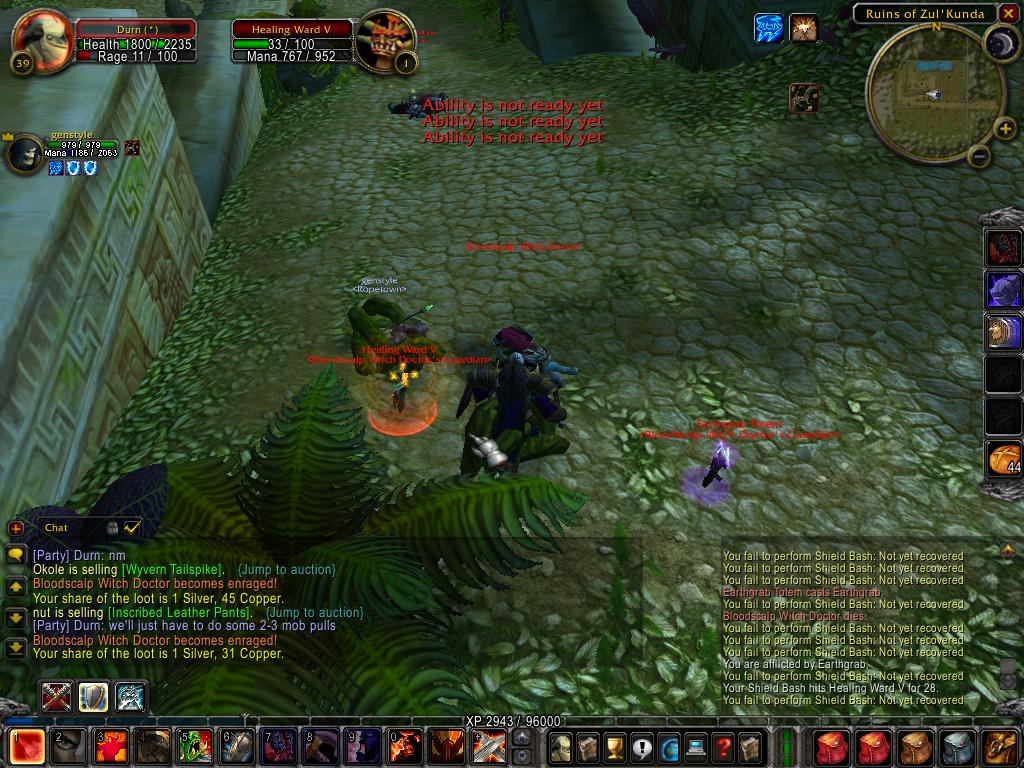 Durn (*)
Health 1800 / 2235
Rage 11 / 100
39
Healing Ward V
33 / 100
Mana 767 / 952
1
Ruins of Zul'Kunda
N
Ability is not ready yet
Ability is not ready yet
Ability is not ready yet
genstyle
979 / 979
Mana 1186 / 2063
Bloodscalp Witch Doctor
genstyle
<Ropetown>
Healing Ward V
<Bloodscalp Witch Doctor's Guardian>
Earthgrab Totem
<Bloodscalp Witch Doctor's Guardian>
44
Chat
[Party] Durn: nm
Okole is selling [Wyvern Tailspike]. {Jump to auction}
Bloodscalp Witch Doctor becomes enraged!
Your share of the loot is 1 Silver, 45 Copper.
nut is selling [Inscribed Leather Pants]. {Jump to auction}
[Party] Durn: we'll just have to do some 2-3 mob pulls
Bloodscalp Witch Doctor becomes enraged!
Your share of the loot is 1 Silver, 31 Copper.
You fail to perform Shield Bash: Not yet recovered
You fail to perform Shield Bash: Not yet recovered
You fail to perform Shield Bash: Not yet recovered
Earthgrab Totem casts Earthgrab.
You fail to perform Shield Bash: Not yet recovered
Bloodscalp Witch Doctor dies.
You fail to perform Shield Bash: Not yet recovered
You fail to perform Shield Bash: Not yet recovered
You fail to perform Shield Bash: Not yet recovered
You are afflicted by Earthgrab.
You fail to perform Shield Bash: Not yet recovered
Your Shield Bash hits Healing Ward V for 28.
You fail to perform Shield Bash: Not yet recovered
XP 2943 / 96000
1 2 3 4 5 6 7 8 9 0